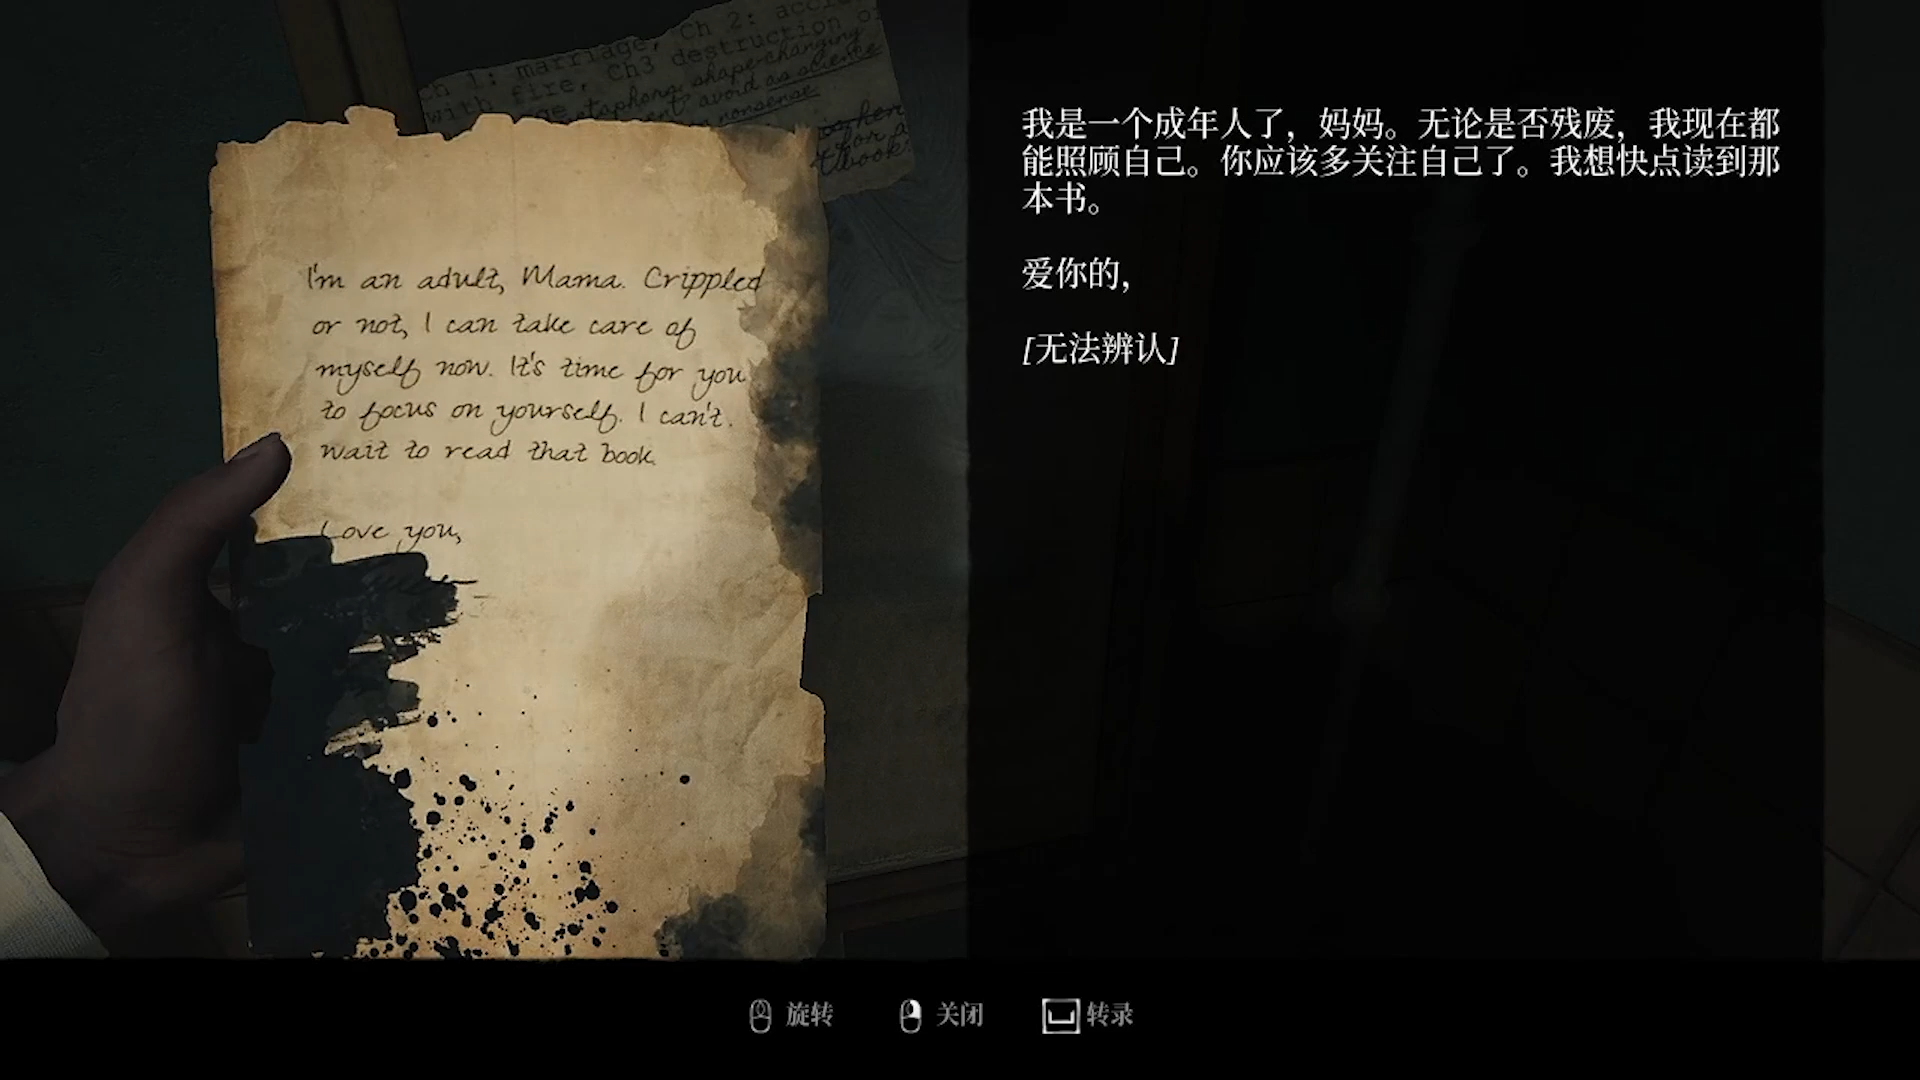 Ch 1: marriage, Ch 2:
with fire, Ch3 destruction of
shape-changing
avoid as science
nonsense
I'm an adult, Mama. Crippled
or not, I can take care of
myself now. It's time for you
to focus on yourself. I can't
wait to read that book.
Love you,
我是一个成年人了，妈妈。无论是否残废，我现在都
能照顾自己。你应该多关注自己了。我想快点读到那
本书。
爱你的，
[无法辨认]
旋转 关闭 转录